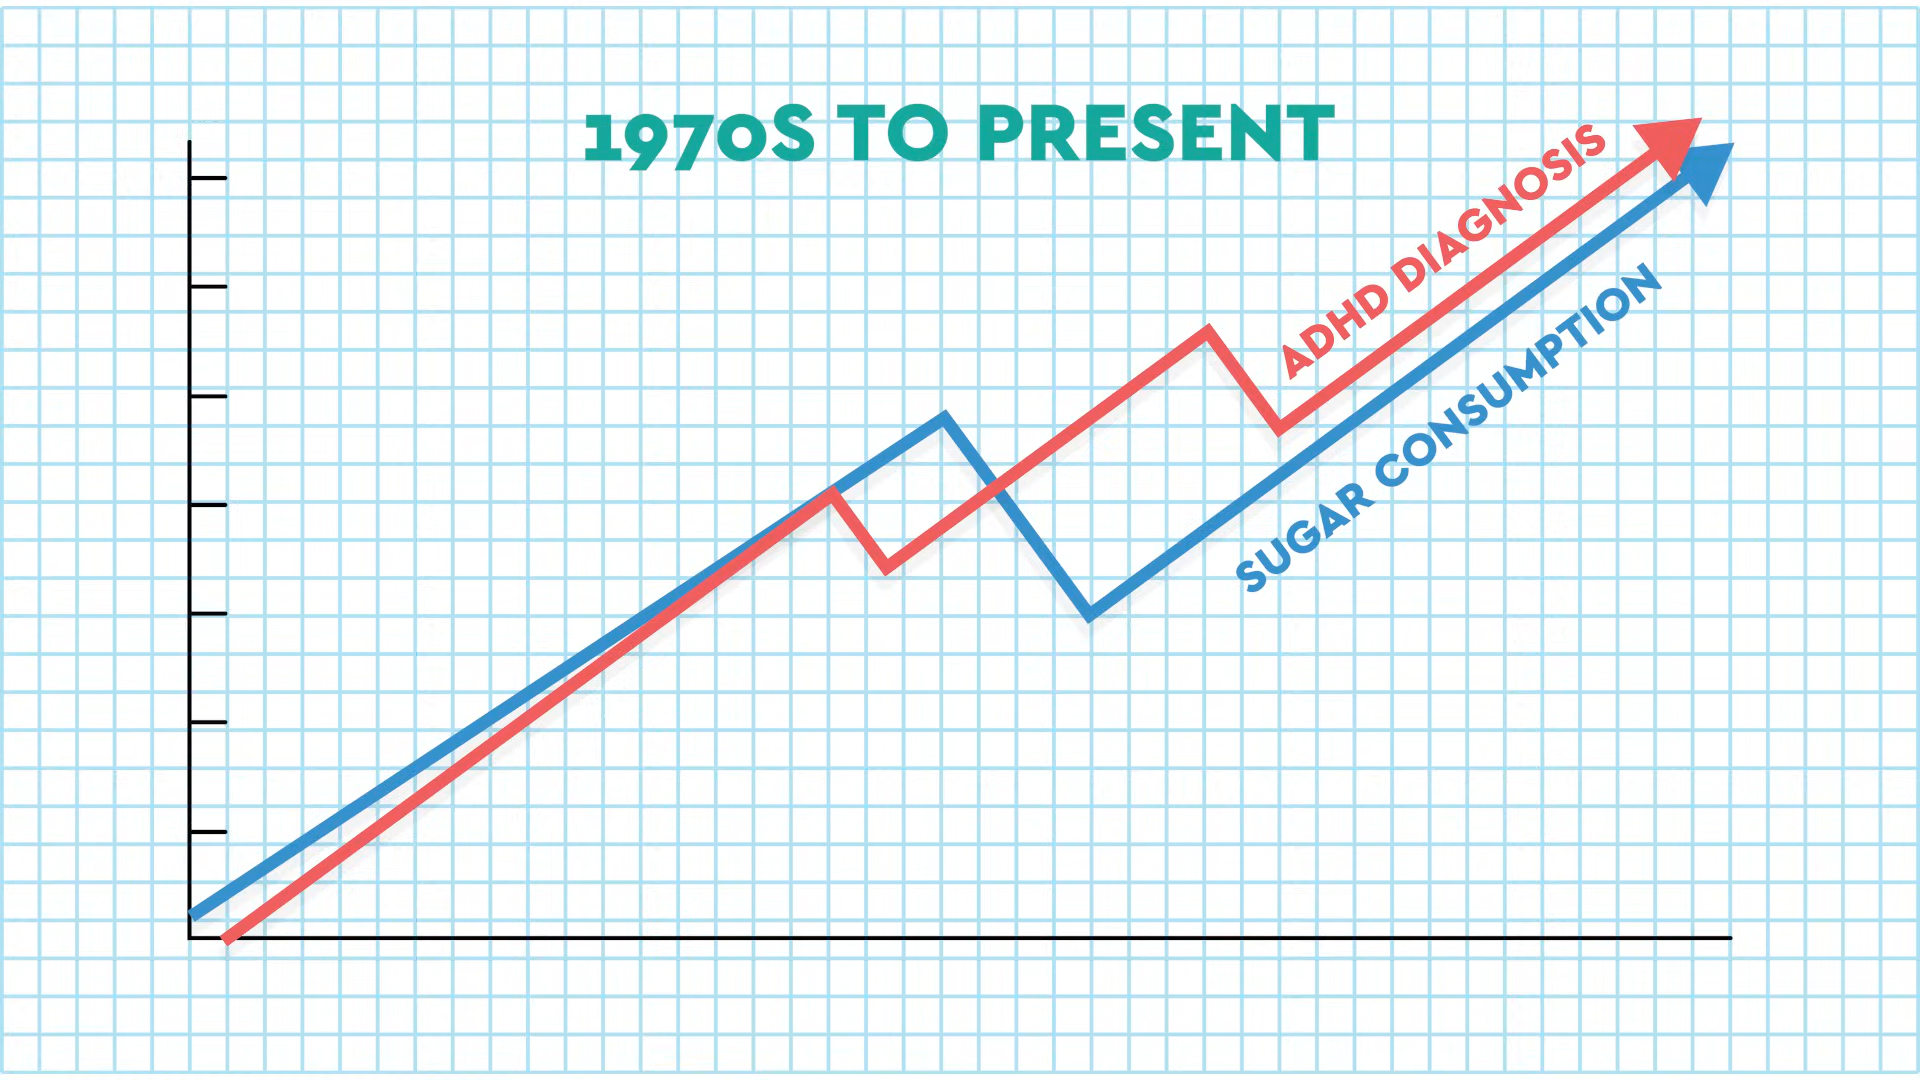 1970S TO PRESENT
ADHD DIAGNOSIS
SUGAR CONSUMPTION